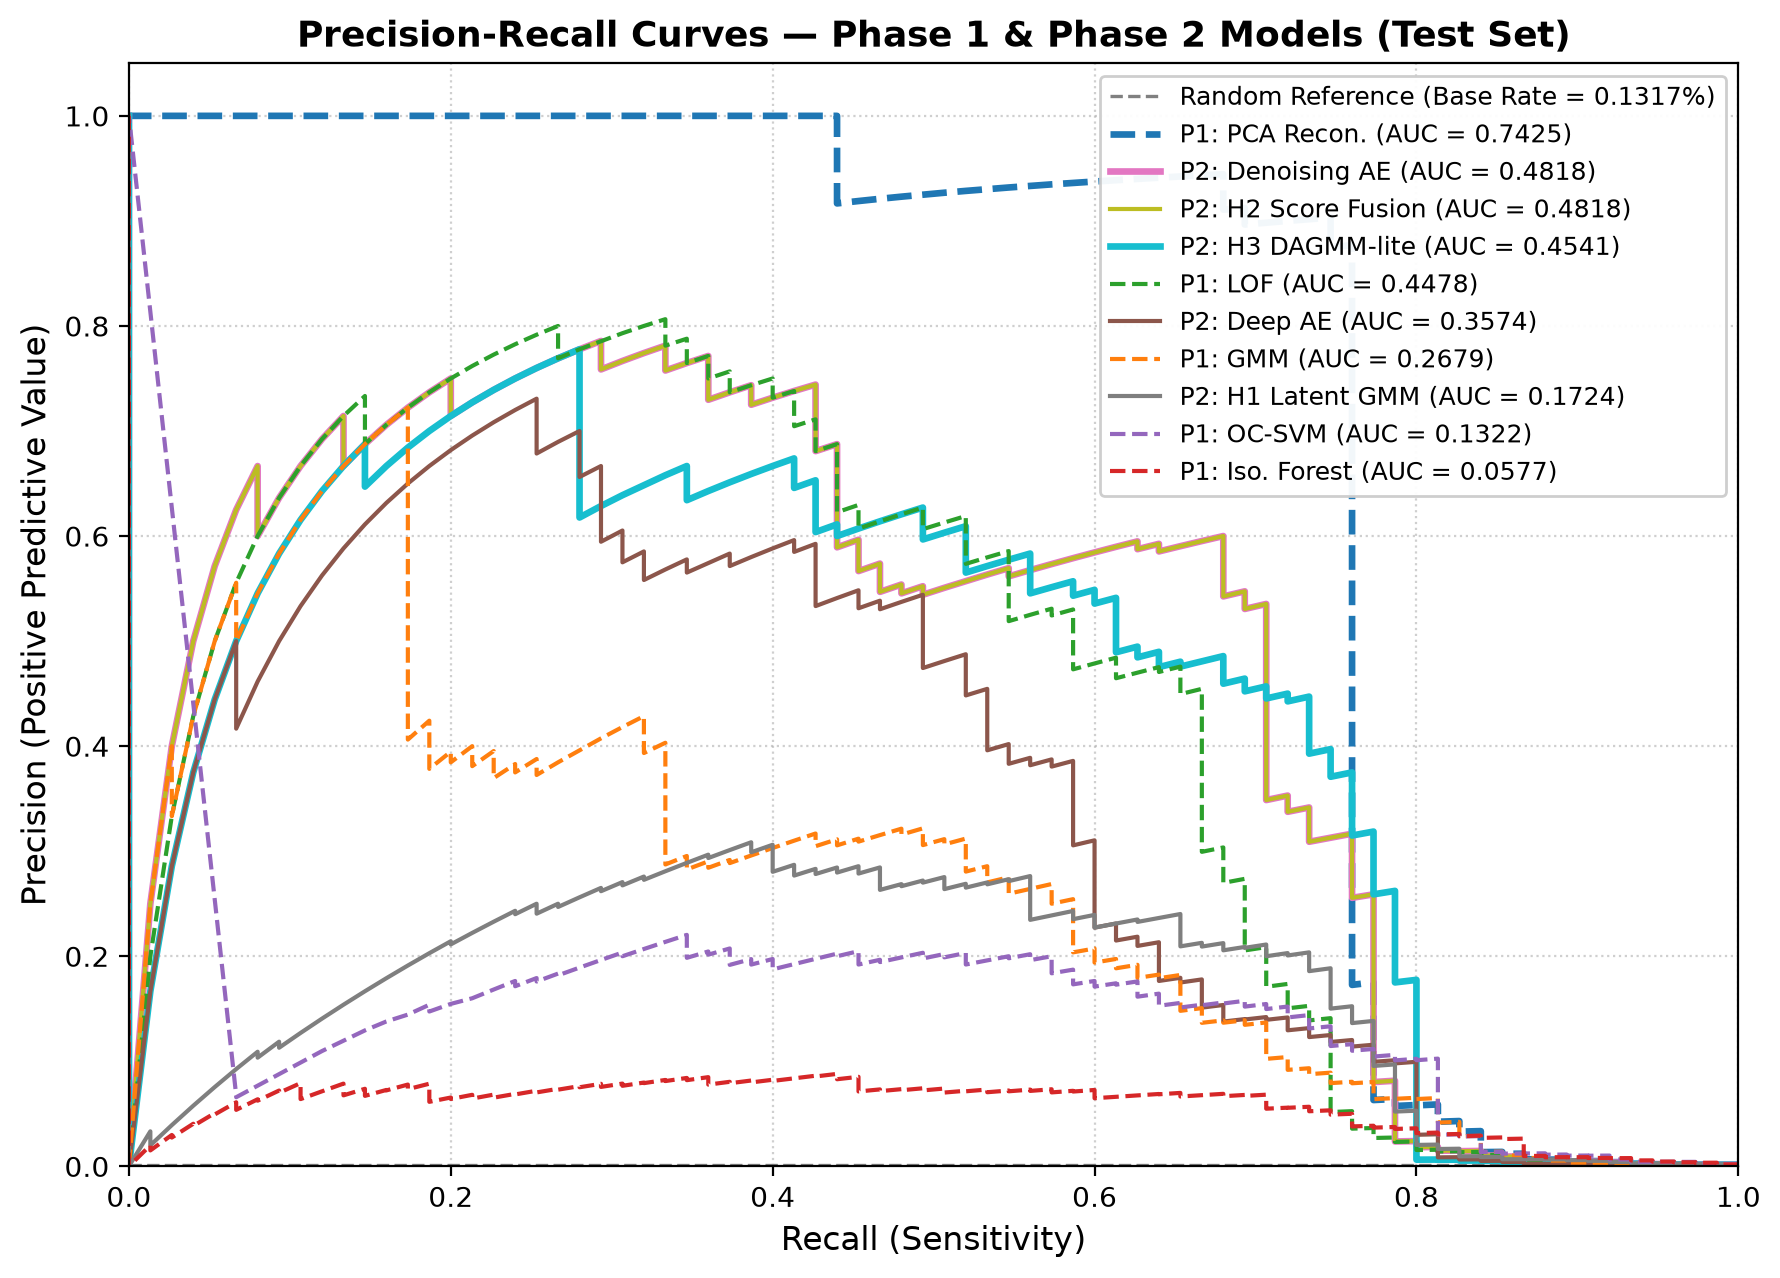 Precision-Recall Curves — Phase 1 & Phase 2 Models (Test Set)
Precision (Positive Predictive Value)
1.0
0.8
0.6
0.4
0.2
0.0
Random Reference (Base Rate = 0.1317%)
P1: PCA Recon. (AUC = 0.7425)
P2: Denoising AE (AUC = 0.4818)
P2: H2 Score Fusion (AUC = 0.4818)
P2: H3 DAGMM-lite (AUC = 0.4541)
P1: LOF (AUC = 0.4478)
P2: Deep AE (AUC = 0.3574)
P1: GMM (AUC = 0.2679)
P2: H1 Latent GMM (AUC = 0.1724)
P1: OC-SVM (AUC = 0.1322)
P1: Iso. Forest (AUC = 0.0577)
0.0 0.2 0.4 0.6 0.8 1.0
Recall (Sensitivity)